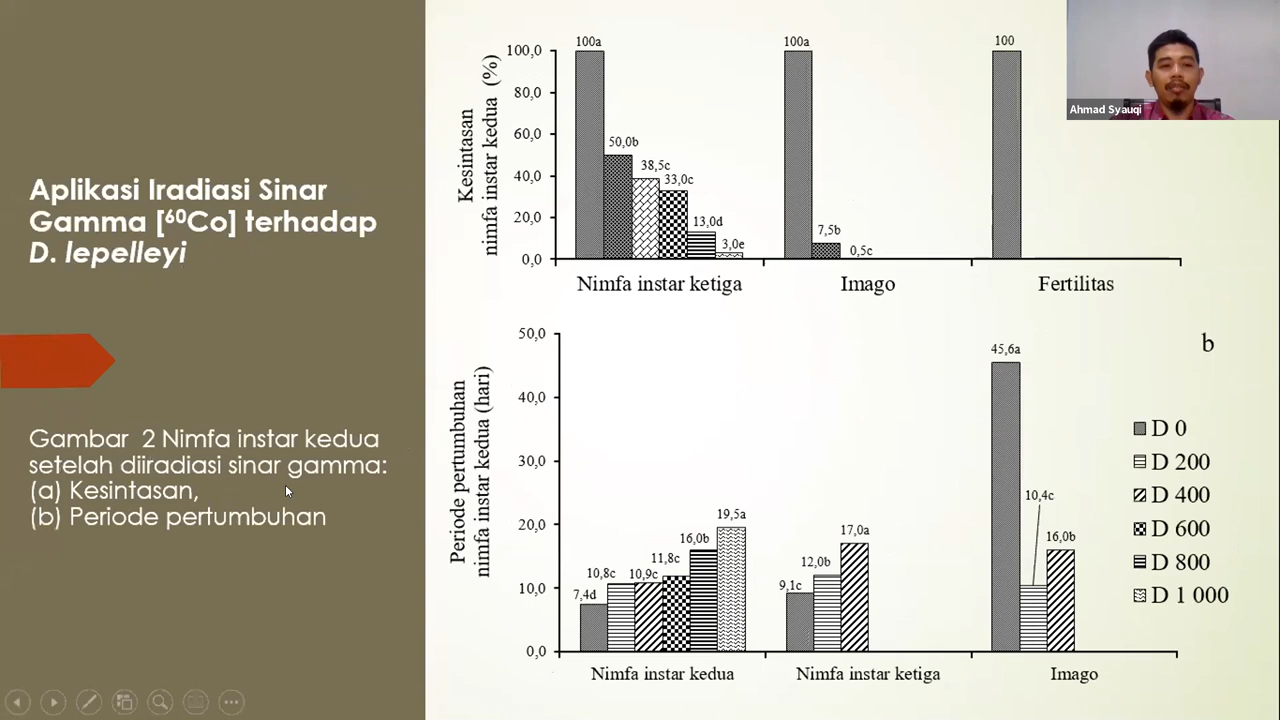 Aplikasi Iradiasi Sinar
Gamma [⁶⁰Co] terhadap
D. lepelleyi
Gambar 2 Nimfa instar kedua
setelah diiradiasi sinar gamma:
(a) Kesintasan,
(b) Periode pertumbuhan
Kesintasan
nimfa instar kedua (%)
100,0
80,0
60,0
40,0
20,0
0,0
100a
50,0b
38,5c
33,0c
13,0d
3,0e
100a
7,5b
0,5c
100
Nimfa instar ketiga
Imago
Fertilitas
Ahmad Syauqi
Periode pertumbuhan
nimfa instar kedua (hari)
50,0
40,0
30,0
20,0
10,0
0,0
7,4d
10,8c
10,9c
11,8c
16,0b
19,5a
9,1c
12,0b
17,0a
45,6a
10,4c
16,0b
Nimfa instar kedua
Nimfa instar ketiga
Imago
b
D 0
D 200
D 400
D 600
D 800
D 1 000